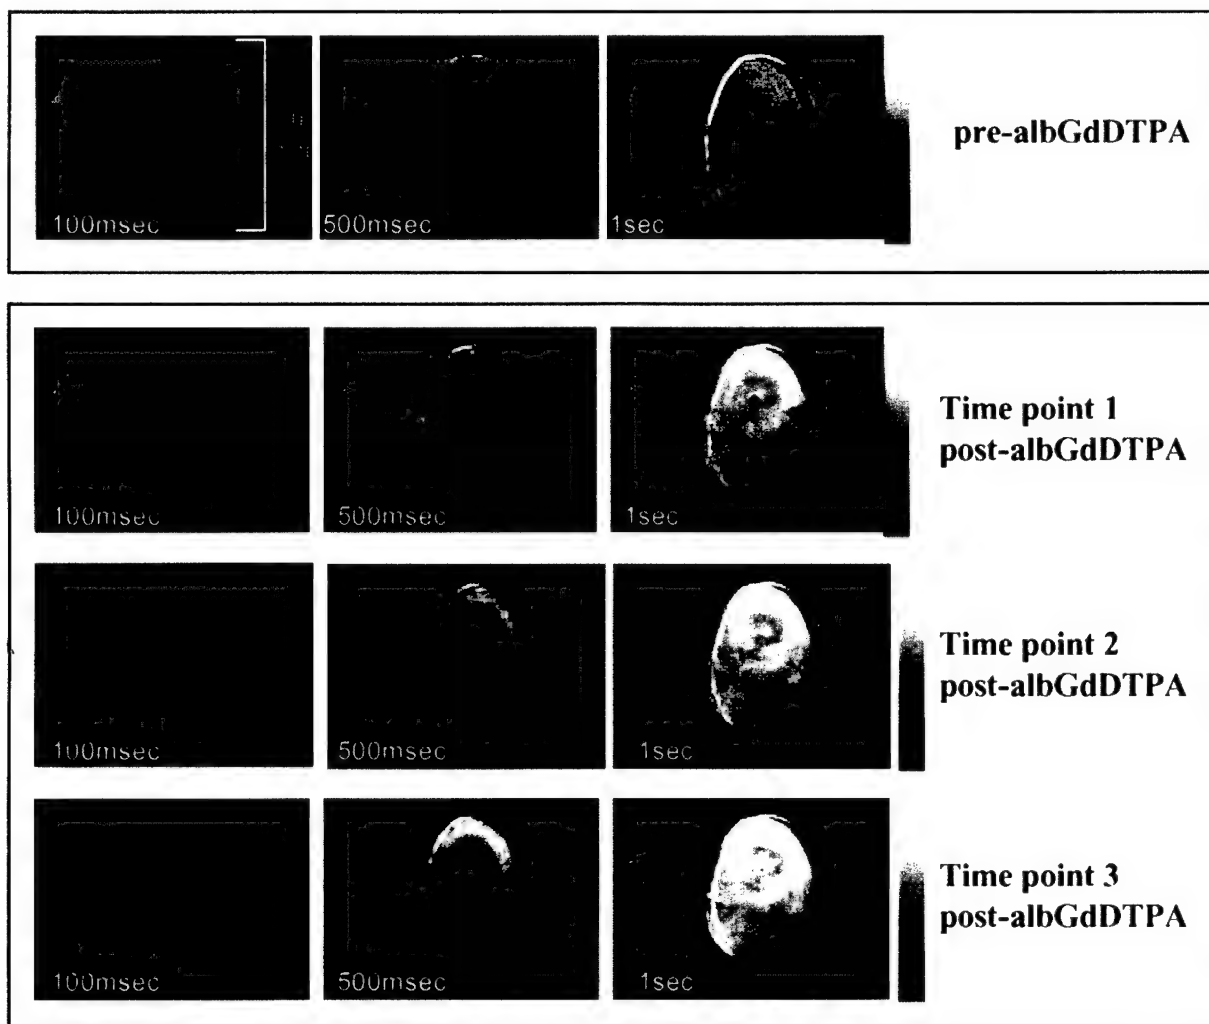 100msec
500msec
1sec
pre-albGdDTPA
100msec
500msec
1sec
Time point 1
post-albGdDTPA
100msec
500msec
1sec
Time point 2
post-albGdDTPA
100msec
500msec
1sec
Time point 3
post-albGdDTPA